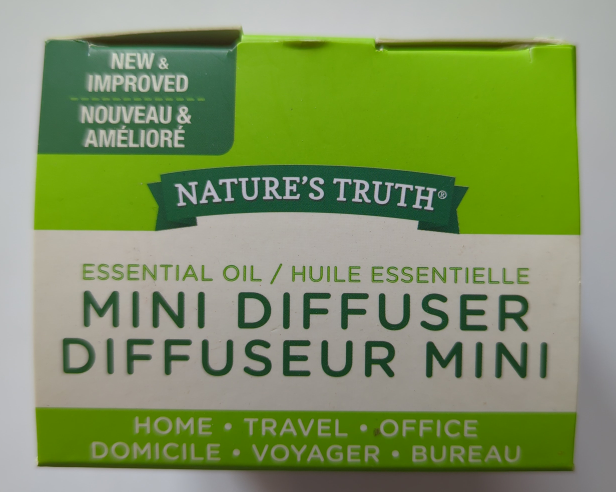 NEW &
IMPROVED
NOUVEAU &
AMÉLIORÉ
NATURE'S TRUTH®
ESSENTIAL OIL / HUILE ESSENTIELLE
MINI DIFFUSER
DIFFUSEUR MINI
HOME • TRAVEL • OFFICE
DOMICILE • VOYAGER • BUREAU